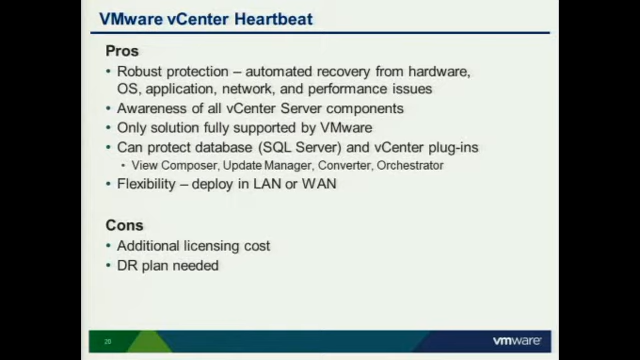 VMware vCenter Heartbeat
Pros
• Robust protection – automated recovery from hardware,
OS, application, network, and performance issues
• Awareness of all vCenter Server components
• Only solution fully supported by VMware
• Can protect database (SQL Server) and vCenter plug-ins
• View Composer, Update Manager, Converter, Orchestrator
• Flexibility – deploy in LAN or WAN
Cons
• Additional licensing cost
• DR plan needed
20
vmware